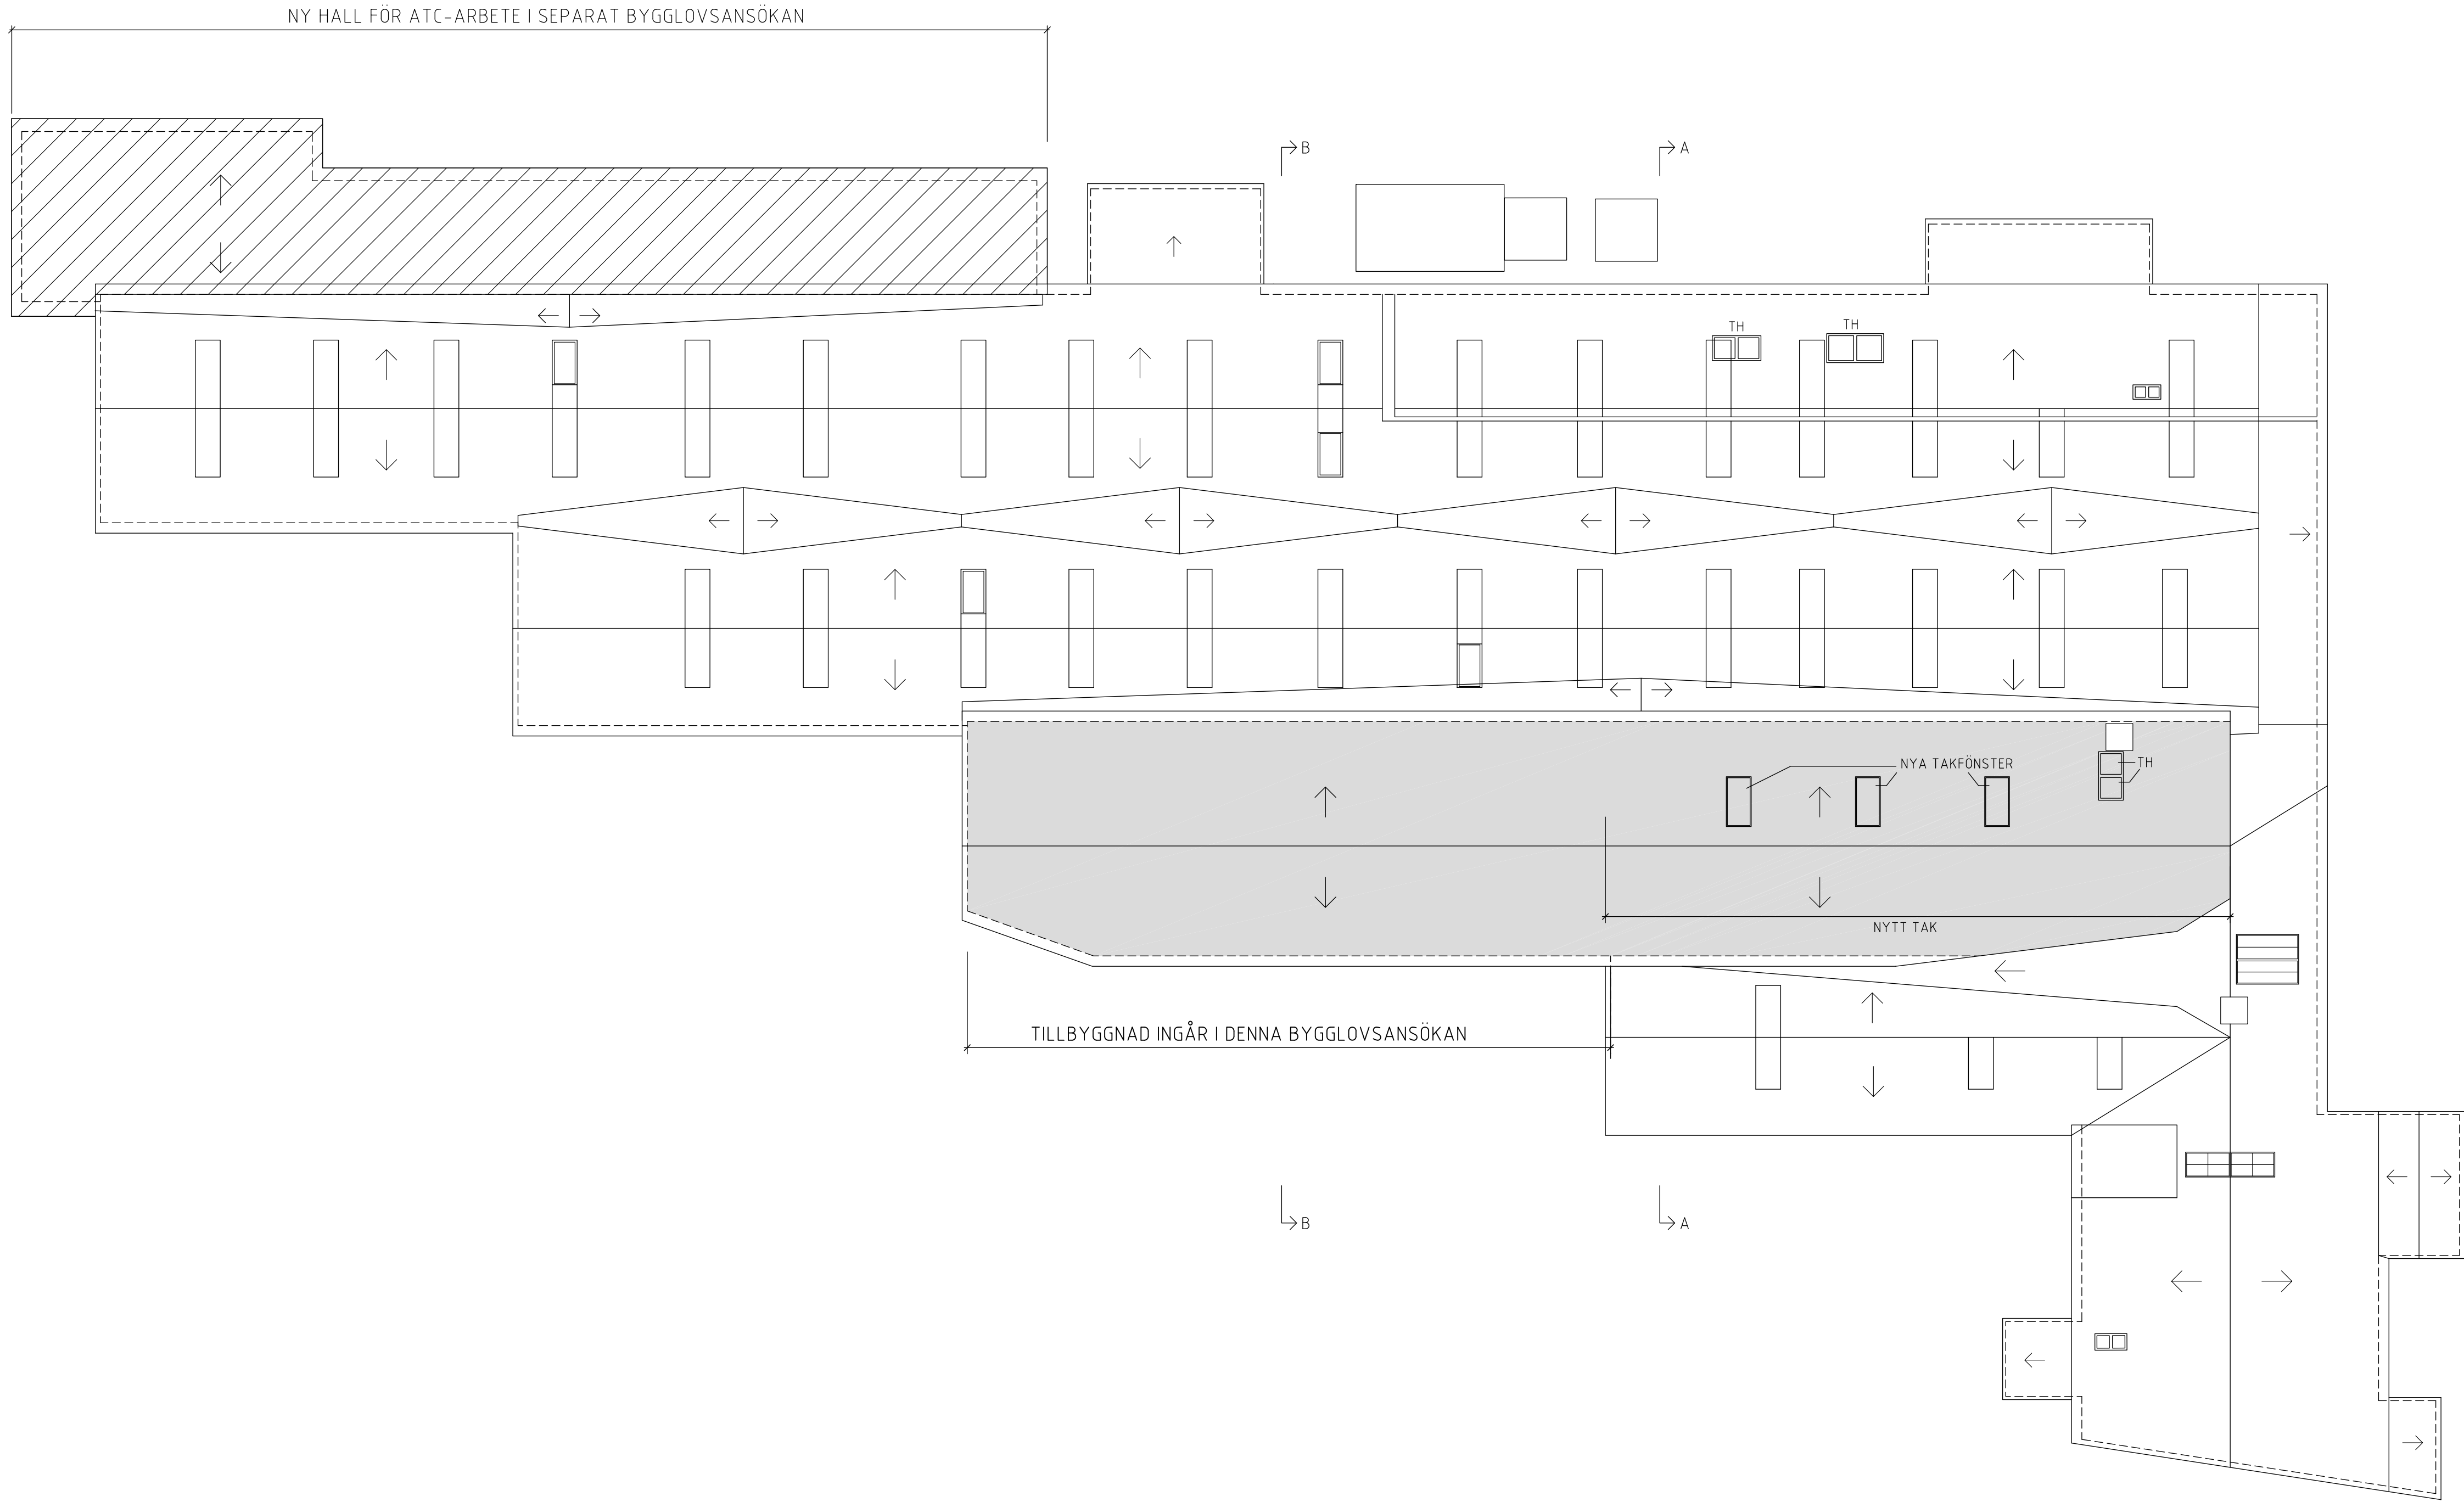 NY HALL FÖR ATC-ARBETE I SEPARAT BYGGLOVSANSÖKAN
B
A
TH
TH
NYA TAKFÖNSTER
TH
NYTT TAK
TILLBYGGNAD INGÅR I DENNA BYGGLOVSANSÖKAN
B
A